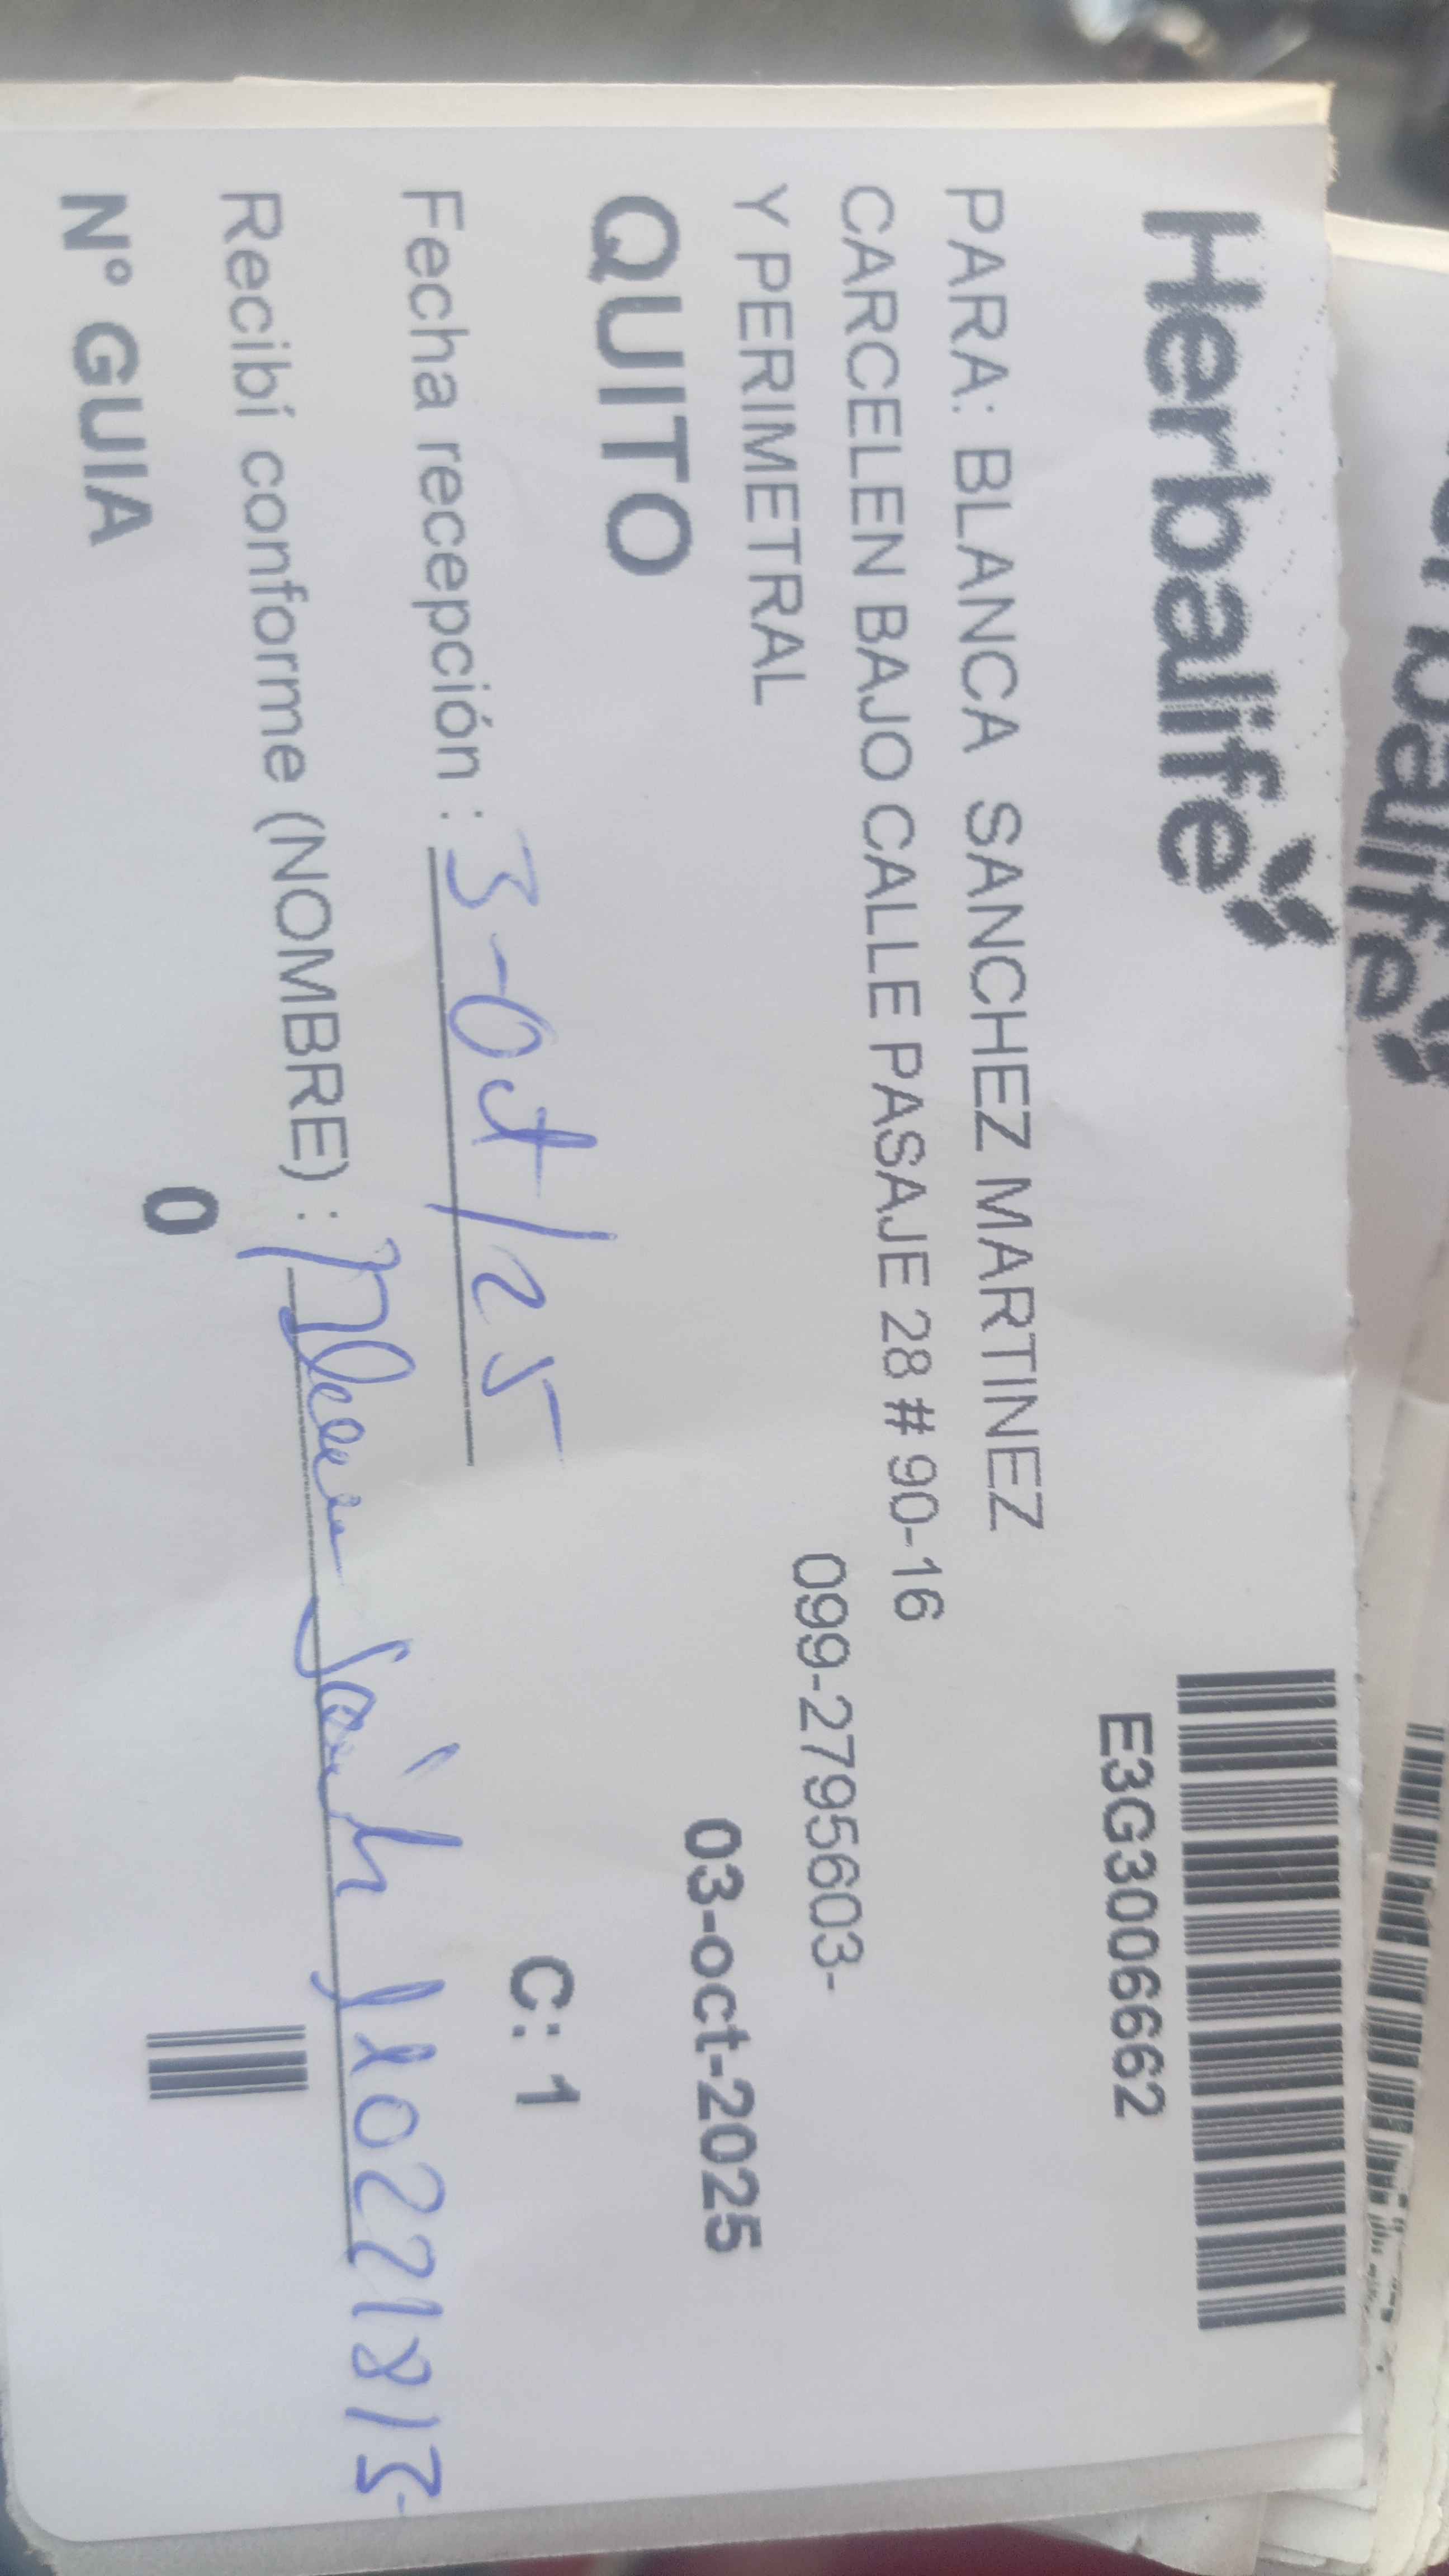 Herbalife
E3G3006662
PARA: BLANCA SANCHEZ MARTINEZ
CARCELEN BAJO CALLE PASAJE 28 # 90-16
Y PERIMETRAL
099-2795603-
QUITO
03-oct-2025
Fecha recepción : 3-Oct/25
C: 1
Recibí conforme (NOMBRE) :
0
N° GUIA